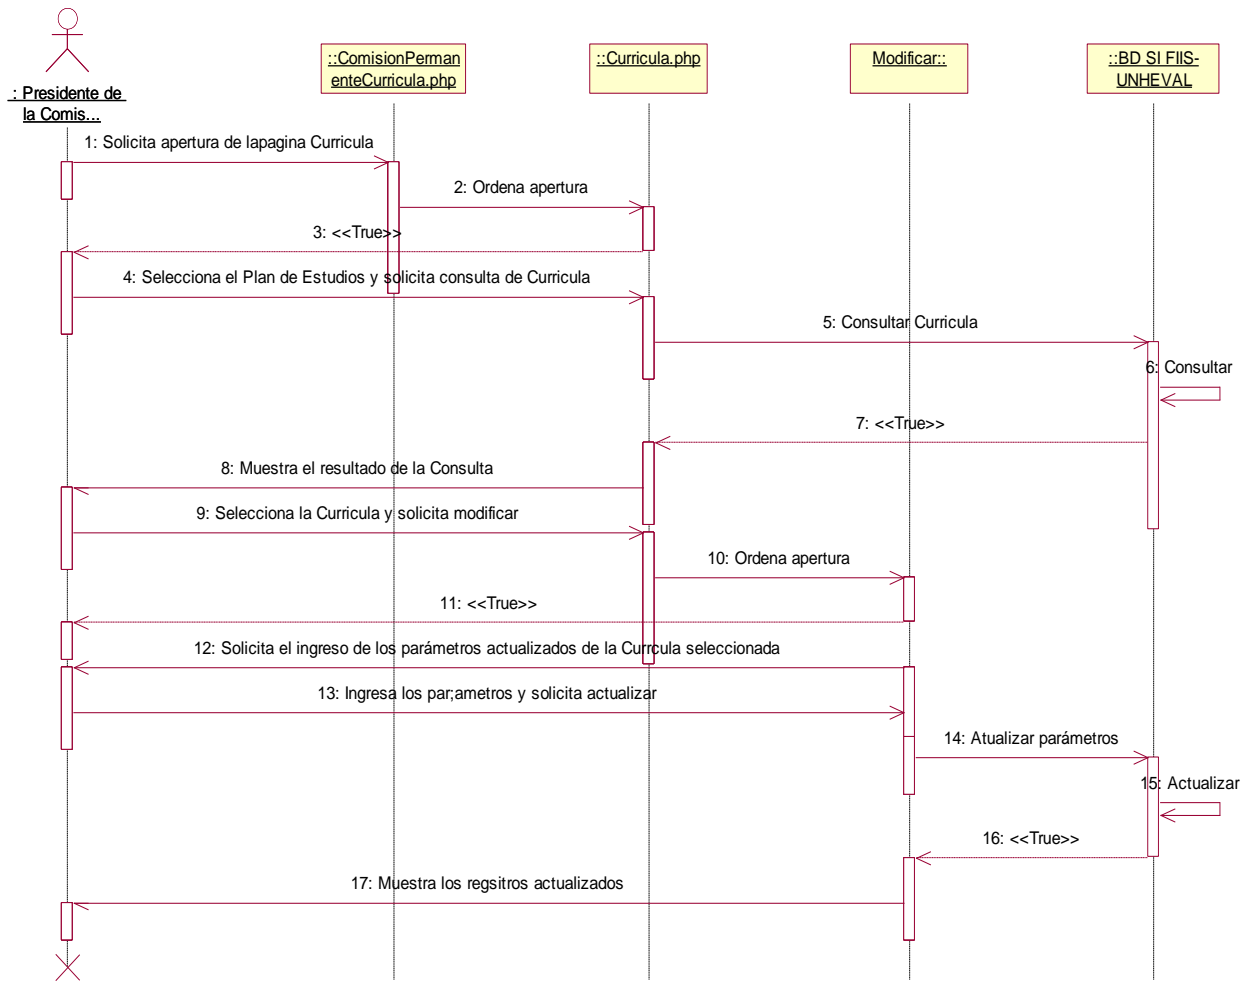 : Presidente de
la Comis...
::ComisionPerman
enteCurricula.php
::Curricula.php
Modificar::
::BD SI FIIS-
UNHEVAL
1: Solicita apertura de lapagina Curricula
2: Ordena apertura
3: <<True>>
4: Selecciona el Plan de Estudios y solicita consulta de Curricula
5: Consultar Curricula
6: Consultar
7: <<True>>
8: Muestra el resultado de la Consulta
9: Selecciona la Curricula y solicita modificar
10: Ordena apertura
11: <<True>>
12: Solicita el ingreso de los parámetros actualizados de la Currcula seleccionada
13: Ingresa los par;ametros y solicita actualizar
14: Atualizar parámetros
15: Actualizar
16: <<True>>
17: Muestra los regsitros actualizados